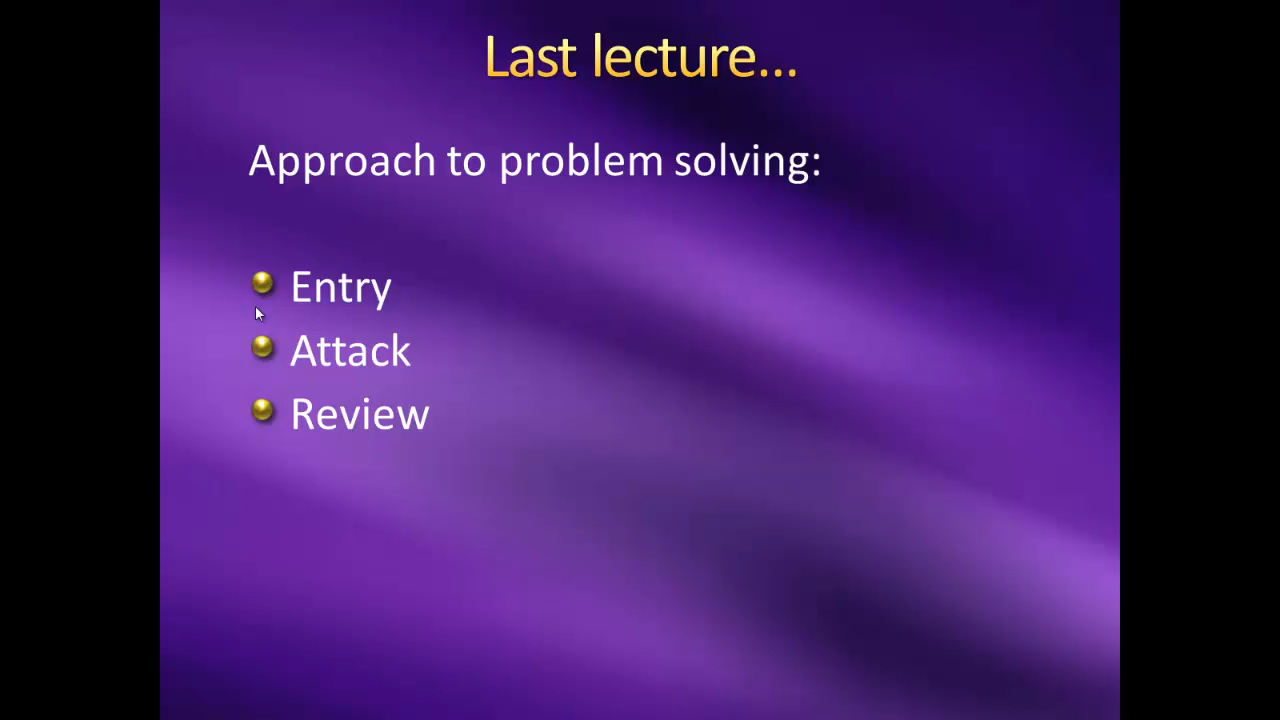 Last lecture...
Approach to problem solving:
Entry
Attack
Review